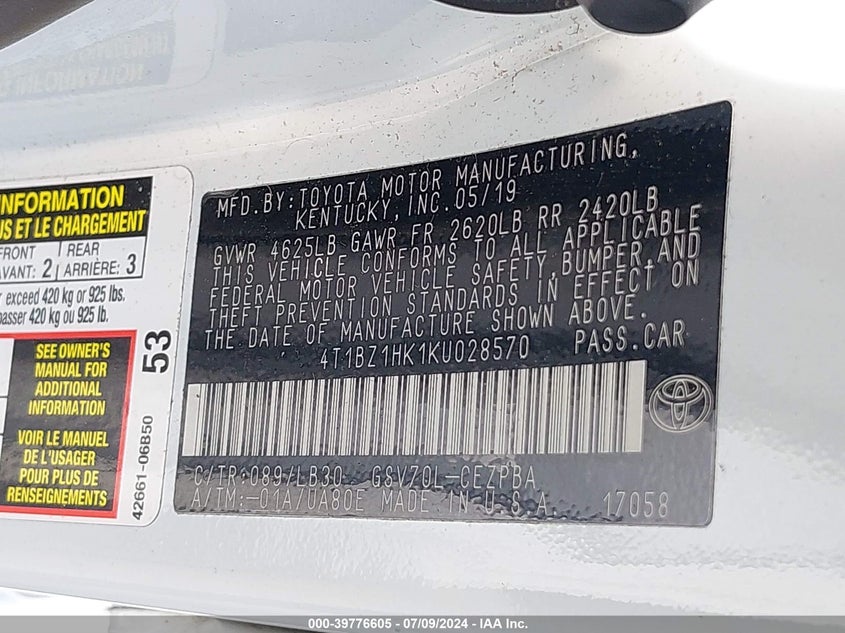 INFORMATION
MFD.BY:TOYOTA MOTOR MANUFACTURING,
KENTUCKY,INC.05/19
GVWR 4625LB GAWR FR 2620LB RR 2420LB
THIS VEHICLE CONFORMS TO ALL APPLICABLE
FEDERAL MOTOR VEHICLE SAFETY,BUMPER,AND
THEFT PREVENTION STANDARDS IN EFFECT ON
THE DATE OF MANUFACTURE SHOWN ABOVE.
4T1BZ1HK1KU028570 PASS.CAR
C/TR:089/LB30 GSV70L-CEZPBA
A/TM:-01A/UA80E MADE IN U.S.A. 17058
INFORMATION
ET LE CHARGEMENT
FRONT REAR
AVANT: 2 ARRIÈRE: 3
exceed 420 kg or 925 lbs.
passer 420 kg ou 925 lb.
SEE OWNER'S
MANUAL FOR
ADDITIONAL
INFORMATION
VOIR LE MANUEL
DE L'USAGER
POUR PLUS DE
RENSEIGNEMENTS
53
42661-06B50
000-39776605 - 07/09/2024 - IAA Inc.